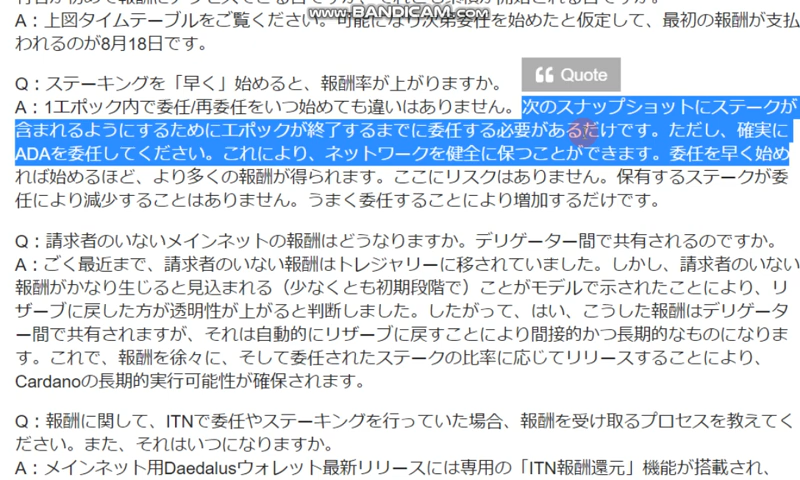 www.BANDICAM.com
A：上図タイムテーブルをご覧ください。可能になり次第委任を始めたと仮定して、最初の報酬が支払
われるのが8月18日です。
Quote
Q：ステーキングを「早く」始めると、報酬率が上がりますか。
A：1エポック内で委任/再委任をいつ始めても違いはありません。次のスナップショットにステークが
含まれるようにするためにエポックが終了するまでに委任する必要があるだけです。ただし、確実に
ADAを委任してください。これにより、ネットワークを健全に保つことができます。委任を早く始め
れば始めるほど、より多くの報酬が得られます。ここにリスクはありません。保有するステークが委
任により減少することはありません。うまく委任することにより増加するだけです。
Q：請求者のいないメインネットの報酬はどうなりますか。デリゲーター間で共有されるのですか。
A：ごく最近まで、請求者のいない報酬はトレジャリーに移されていました。しかし、請求者のいない
報酬がかなり生じると見込まれる（少なくとも初期段階で）ことがモデルで示されたことにより、リ
ザーブに戻した方が透明性が上がると判断しました。したがって、はい、こうした報酬はデリゲータ
ー間で共有されますが、それは自動的にリザーブに戻すことにより間接的かつ長期的なものになりま
す。これで、報酬を徐々に、そして委任されたステークの比率に応じてリリースすることにより、
Cardanoの長期的実行可能性が確保されます。
Q：報酬に関して、ITNで委任やステーキングを行っていた場合、報酬を受け取るプロセスを教えてく
ださい。また、それはいつになりますか。
A：メインネット用Daedalusウォレット最新リリースには専用の「ITN報酬還元」機能が搭載され、